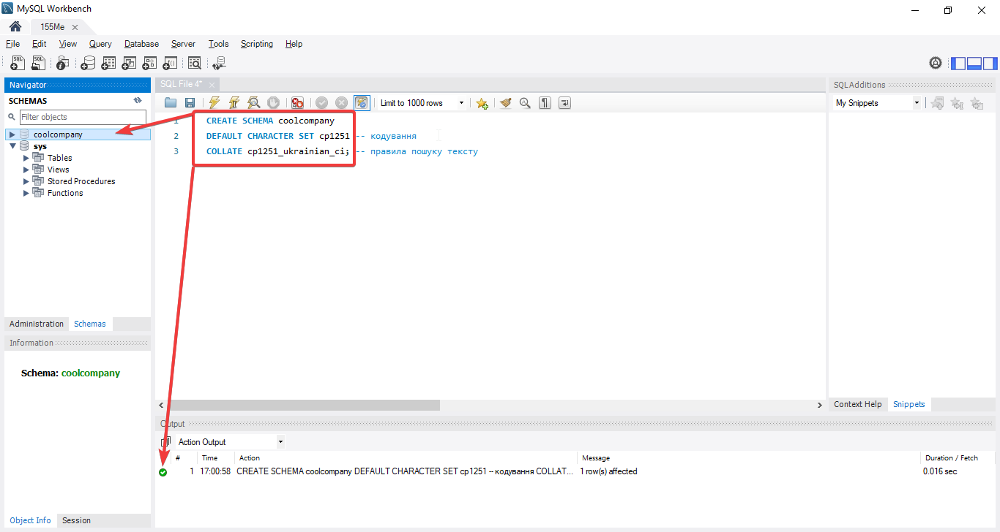 MySQL Workbench
155Me
File Edit View Query Database Server Tools Scripting Help
Navigator
SCHEMAS
Filter objects
coolcompany
sys
Tables
Views
Stored Procedures
Functions
Administration Schemas
Information
Schema: coolcompany
Object Info Session
SQL File 4*
Limit to 1000 rows
1 CREATE SCHEMA coolcompany
2 DEFAULT CHARACTER SET cp1251 -- кодування
3 COLLATE cp1251_ukrainian_ci; -- правила пошуку тексту
SQLAdditions
My Snippets
Context Help Snippets
Output
Action Output
# Time Action Message Duration / Fetch
1 17:00:58 CREATE SCHEMA coolcompany DEFAULT CHARACTER SET cp1251 -- кодування COLLAT... 1 row(s) affected 0.016 sec